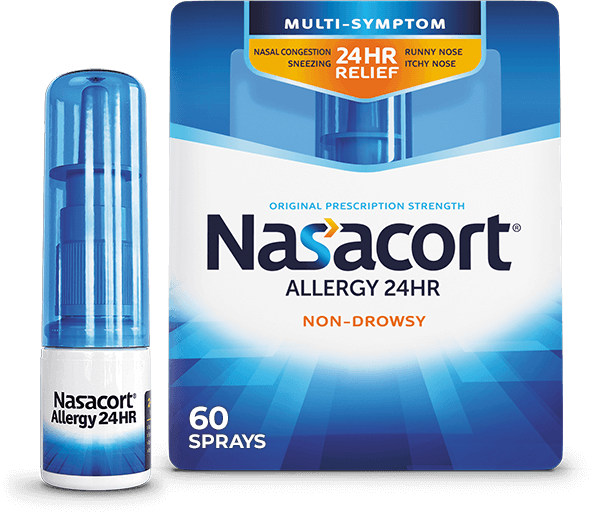 MULTI-SYMPTOM
NASAL CONGESTION
SNEEZING
24HR
RELIEF
RUNNY NOSE
ITCHY NOSE
ORIGINAL PRESCRIPTION STRENGTH
Nasacort®
ALLERGY 24HR
NON-DROWSY
60
SPRAYS
Nasacort®
Allergy 24HR